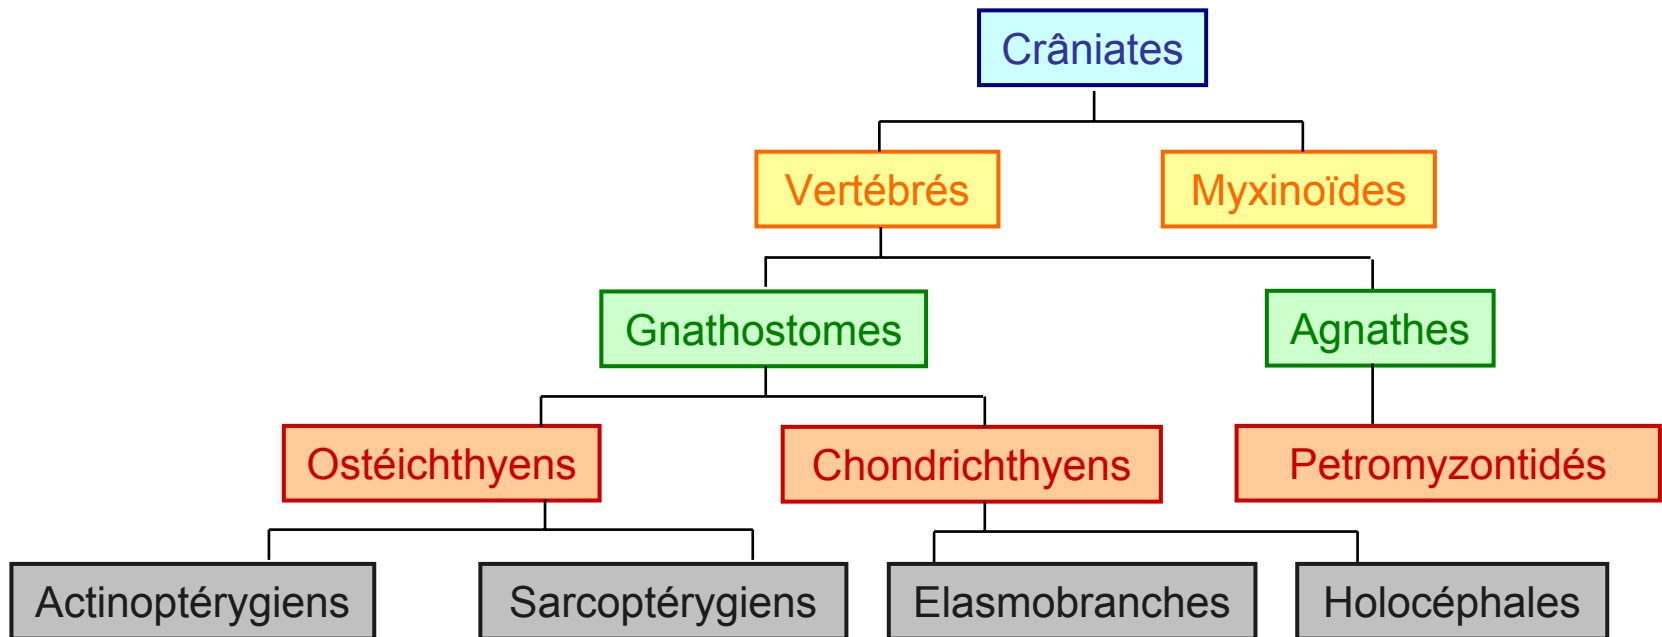 Crâniates
Vertébrés
Myxinoïdes
Gnathostomes
Agnathes
Ostéichthyens
Chondrichthyens
Petromyzontidés
Actinoptérygiens
Sarcoptérygiens
Elasmobranches
Holocéphales